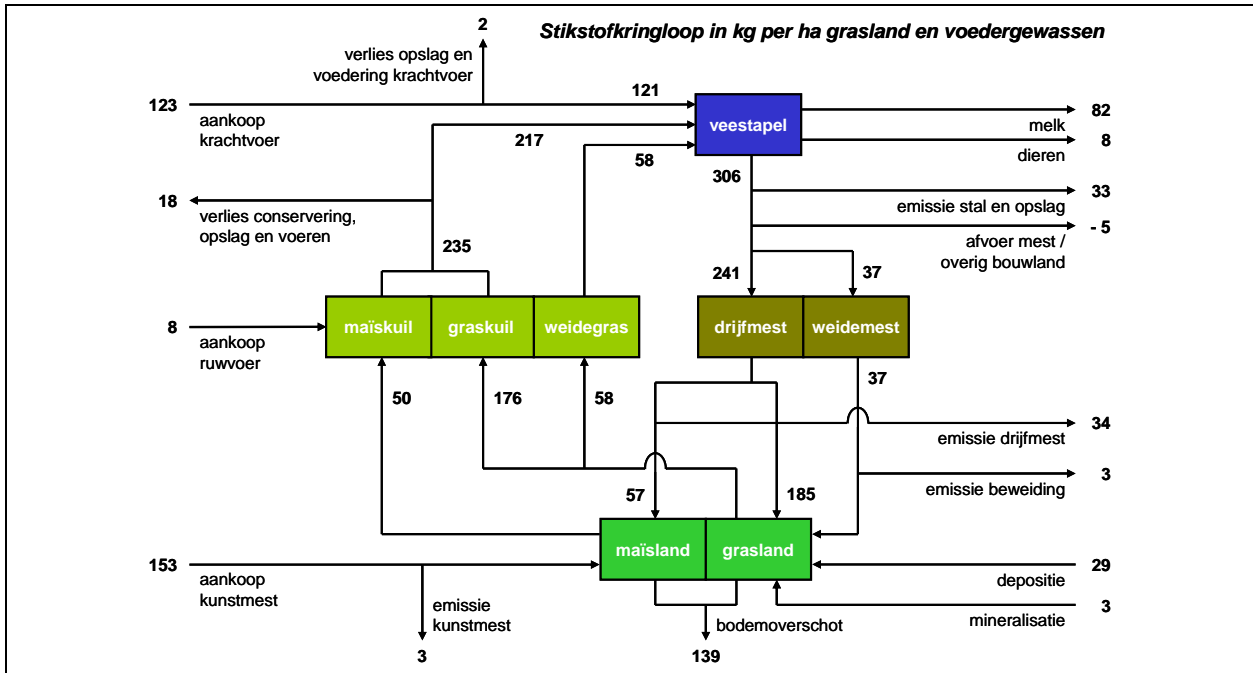 Stikstofkringloop in kg per ha grasland en voedergewassen
2
verlies opslag en
voedering krachtvoer
123
aankoop
krachtvoer
121
veestapel
82
melk
8
dieren
217
58
306
33
emissie stal en opslag
- 5
afvoer mest /
overig bouwland
18
verlies conservering,
opslag en voeren
235
241
37
8
aankoop
ruwvoer
maïskuil
graskuil
weidegras
drijfmest
weidemest
50
176
58
37
34
emissie drijfmest
3
emissie beweiding
57
185
maïsland
grasland
153
aankoop
kunstmest
29
depositie
3
mineralisatie
emissie
kunstmest
3
bodemoverschot
139